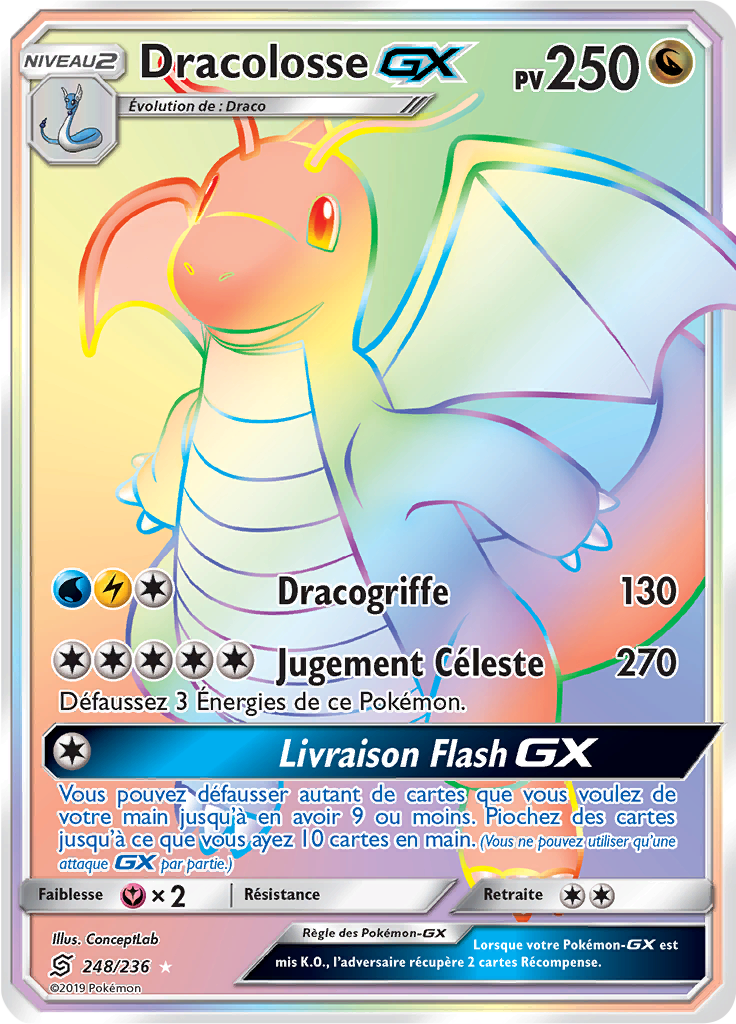 NIVEAU2
Dracolosse GX
PV250
Évolution de : Draco
Dracogriffe 130
Jugement Céleste 270
Défaussez 3 Énergies de ce Pokémon.
Livraison Flash GX
Vous pouvez défausser autant de cartes que vous voulez de
votre main jusqu'à en avoir 9 ou moins. Piochez des cartes
jusqu'à ce que vous ayez 10 cartes en main. (Vous ne pouvez utiliser qu'une
attaque GX par partie.)
Faiblesse × 2 Résistance Retraite
Illus. ConceptLab
248/236
©2019 Pokémon
Règle des Pokémon-GX
Lorsque votre Pokémon-GX est
mis K.O., l'adversaire récupère 2 cartes Récompense.